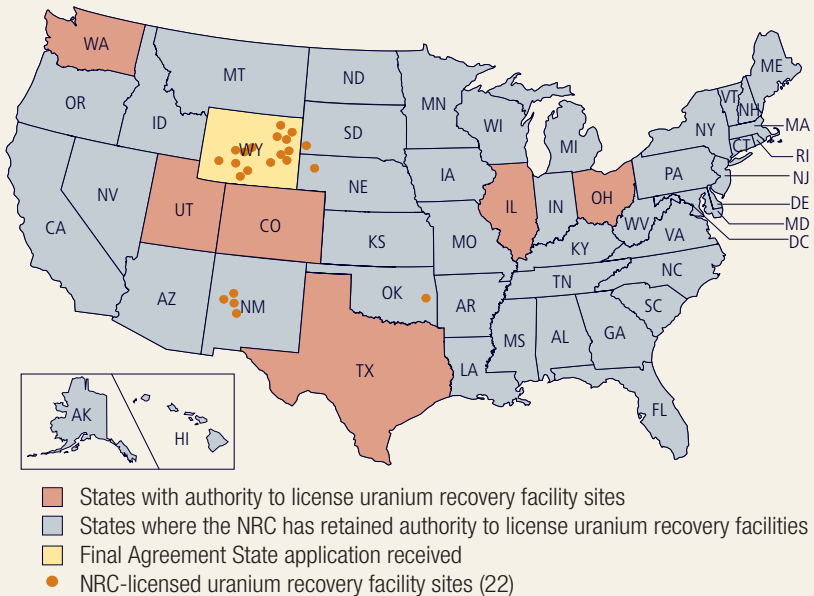 WA
MT
ND
MN
ME
OR
ID
WY
SD
WI
MI
VT
NH
NY
MA
CT
RI
NV
UT
CO
NE
IA
IL
IN
OH
PA
NJ
DE
MD
DC
CA
KS
MO
KY
WV
VA
AZ
NM
OK
AR
TN
NC
SC
TX
LA
MS
AL
GA
FL
AK
HI
States with authority to license uranium recovery facility sites
States where the NRC has retained authority to license uranium recovery facilities
Final Agreement State application received
NRC-licensed uranium recovery facility sites (22)